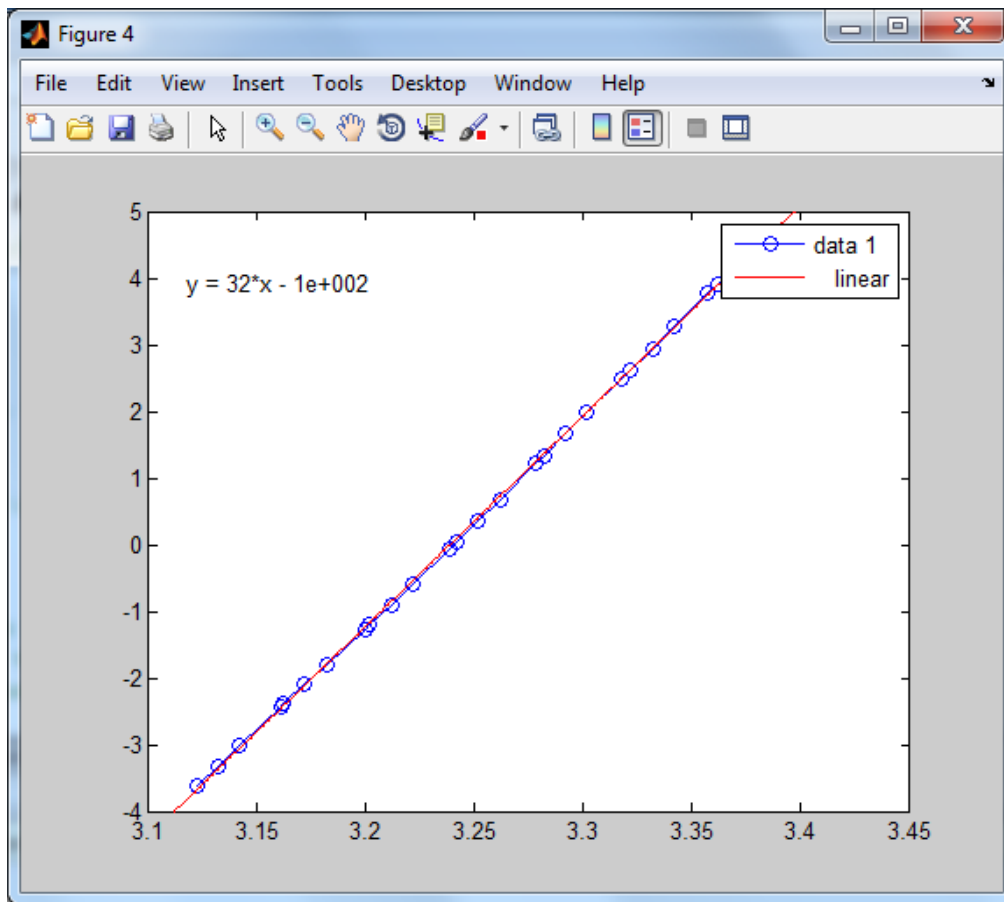 Figure 4
File Edit View Insert Tools Desktop Window Help
5
4
3
2
1
0
-1
-2
-3
-4
y = 32*x - 1e+002
data 1
linear
3.1 3.15 3.2 3.25 3.3 3.35 3.4 3.45